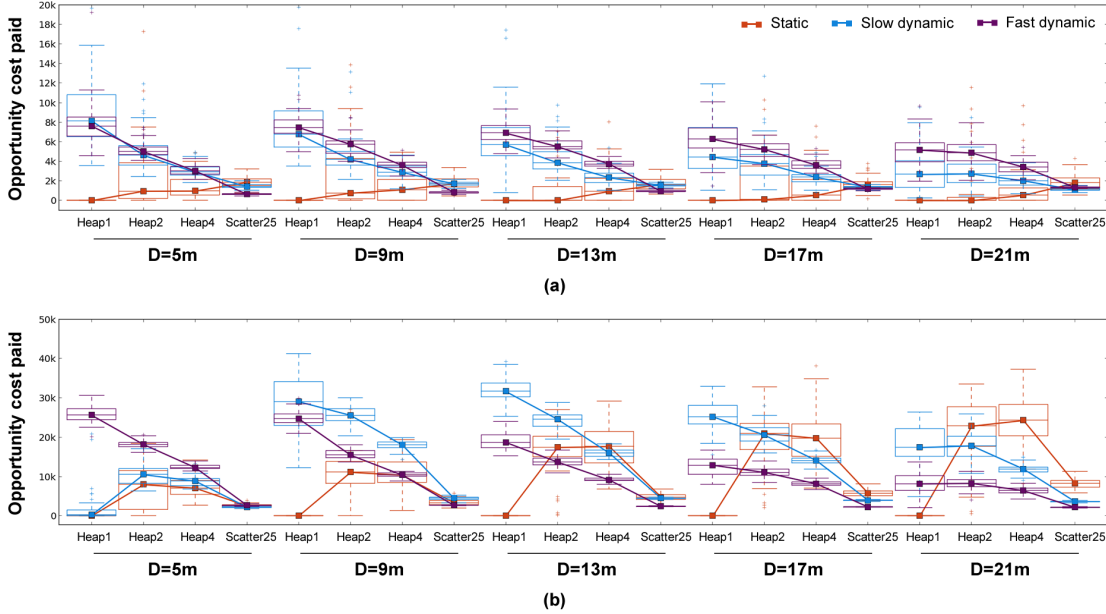 20k
18k
16k
14k
12k
10k
8k
6k
4k
2k
0
Opportunity cost paid
Static Slow dynamic Fast dynamic
Heap1 Heap2 Heap4 Scatter25 Heap1 Heap2 Heap4 Scatter25 Heap1 Heap2 Heap4 Scatter25 Heap1 Heap2 Heap4 Scatter25 Heap1 Heap2 Heap4 Scatter25
D=5m D=9m D=13m D=17m D=21m
(a)
50k
40k
30k
20k
10k
0
Opportunity cost paid
Heap1 Heap2 Heap4 Scatter25 Heap1 Heap2 Heap4 Scatter25 Heap1 Heap2 Heap4 Scatter25 Heap1 Heap2 Heap4 Scatter25 Heap1 Heap2 Heap4 Scatter25
D=5m D=9m D=13m D=17m D=21m
(b)